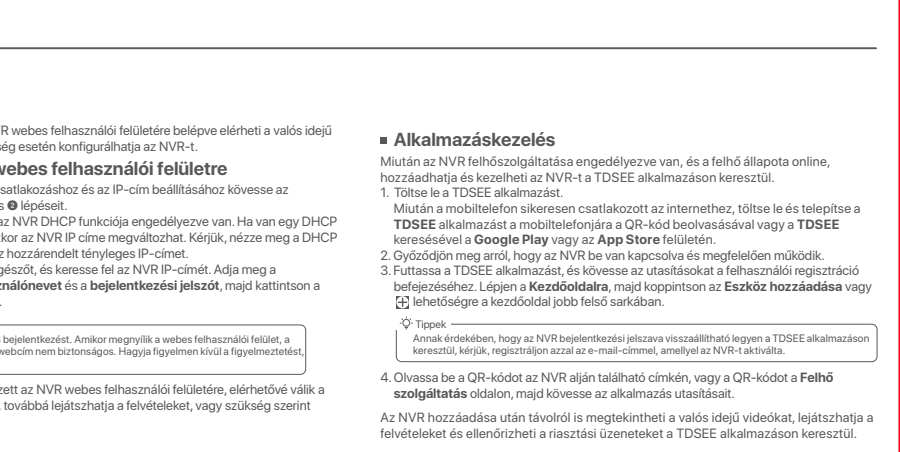 R webes felhasználói felületére belépve elérheti a valós idejű
ség esetén konfigurálhatja az NVR-t.
webes felhasználói felületre
satlakozáshoz és az IP-cím beállításához kövesse az
s ❷ lépéseit.
az NVR DHCP funkciója engedélyezve van. Ha van egy DHCP
kkor az NVR IP címe megváltozhat. Kérjük, nézze meg a DHCP
z hozzárendelt tényleges IP-címet.
gészőt, és keresse fel az NVR IP-címét. Adja meg a
ználónevet és a bejelentkezési jelszót, majd kattintson a
.
s bejelentkezést. Amikor megnyílik a webes felhasználói felület, a
webcím nem biztonságos. Hagyja figyelmen kívül a figyelmeztetést,
zett az NVR webes felhasználói felületére, elérhetővé válik a
, továbbá lejátszhatja a felvételeket, vagy szükség szerint
Alkalmazáskezelés
Miután az NVR felhőszolgáltatása engedélyezve van, és a felhő állapota online,
hozzáadhatja és kezelheti az NVR-t a TDSEE alkalmazáson keresztül.
1. Töltse le a TDSEE alkalmazást.
Miután a mobiltelefon sikeresen csatlakozott az internethez, töltse le és telepítse a
TDSEE alkalmazást a mobiltelefonjára a QR-kód beolvasásával vagy a TDSEE
keresésével a Google Play vagy az App Store felületén.
2. Győződjön meg arról, hogy az NVR be van kapcsolva és megfelelően működik.
3. Futtassa a TDSEE alkalmazást, és kövesse az utasításokat a felhasználói regisztráció
befejezéséhez. Lépjen a Kezdőoldalra, majd koppintson az Eszköz hozzáadása vagy
lehetőségre a kezdőoldal jobb felső sarkában.
Tippek
Annak érdekében, hogy az NVR bejelentkezési jelszava visszaállítható legyen a TDSEE alkalmazáson
keresztül, kérjük, regisztráljon azzal az e-mail-címmel, amellyel az NVR-t aktiválta.
4. Olvassa be a QR-kódot az NVR alján található címkén, vagy a QR-kódot a Felhő
szolgáltatás oldalon, majd kövesse az alkalmazás utasításait.
Az NVR hozzáadása után távolról is megtekintheti a valós idejű videókat, lejátszhatja a
felvételeket és ellenőrizheti a riasztási üzeneteket a TDSEE alkalmazáson keresztül.